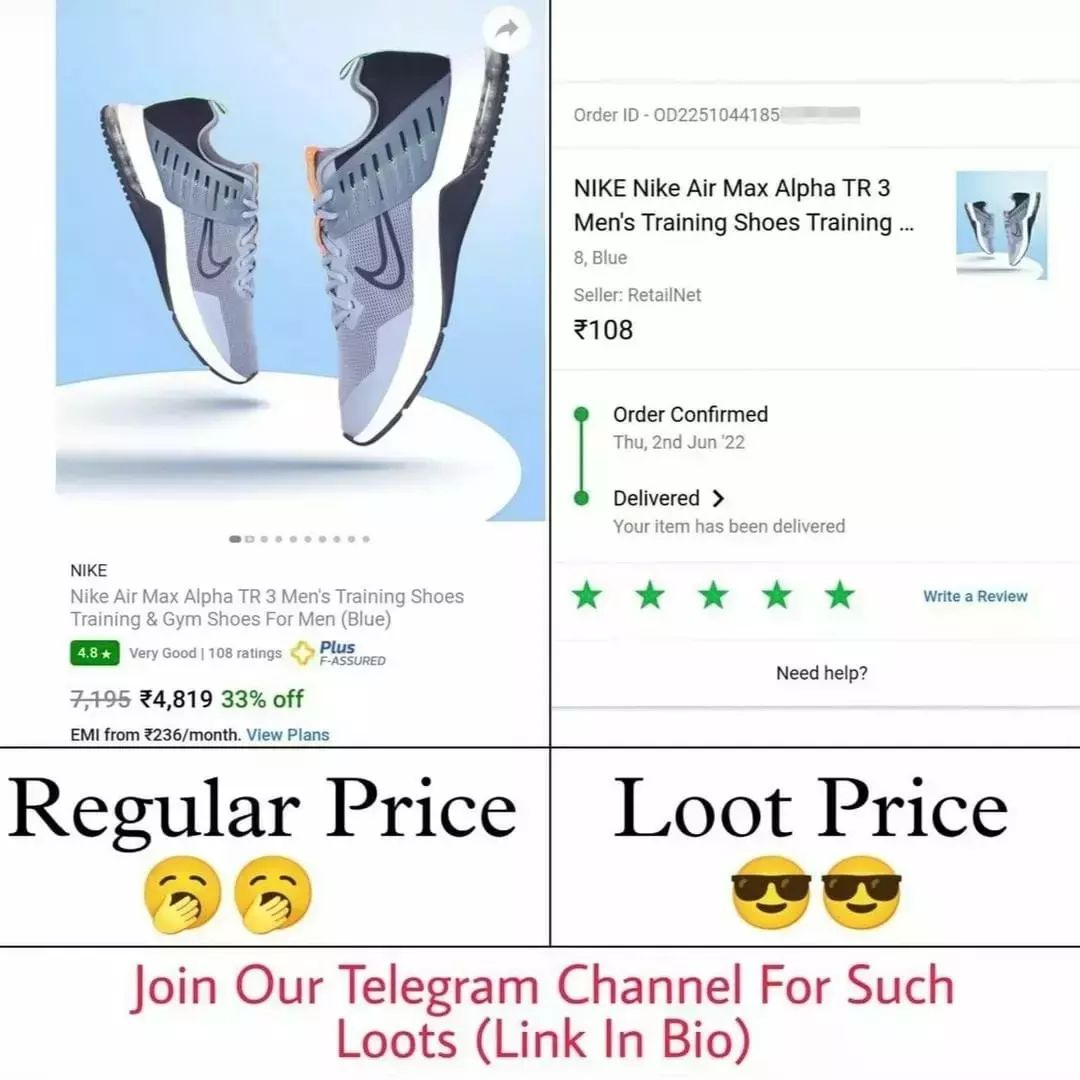 NIKE
Nike Air Max Alpha TR 3 Men's Training Shoes
Training & Gym Shoes For Men (Blue)
4.8★ Very Good | 108 ratings Plus
F-ASSURED
7,195 ₹4,819 33% off
EMI from ₹236/month. View Plans
Regular Price
Order ID - OD2251044185
NIKE Nike Air Max Alpha TR 3
Men's Training Shoes Training ...
8, Blue
Seller: RetailNet
₹108
Order Confirmed
Thu, 2nd Jun '22
Delivered
Your item has been delivered
Write a Review
Need help?
Loot Price
Join Our Telegram Channel For Such
Loots (Link In Bio)